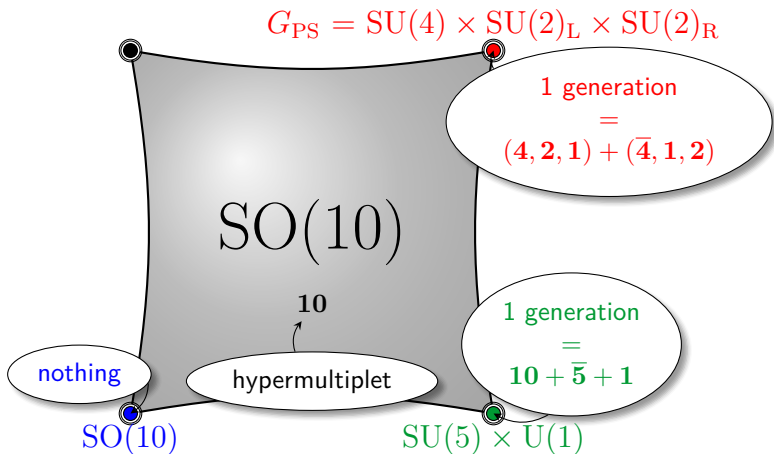 G_PS = SU(4) × SU(2)_L × SU(2)_R
1 generation
=
(4, 2, 1) + (4̅, 1, 2)
SO(10)
10
1 generation
=
10 + 5̅ + 1
nothing
hypermultiplet
SO(10)
SU(5) × U(1)